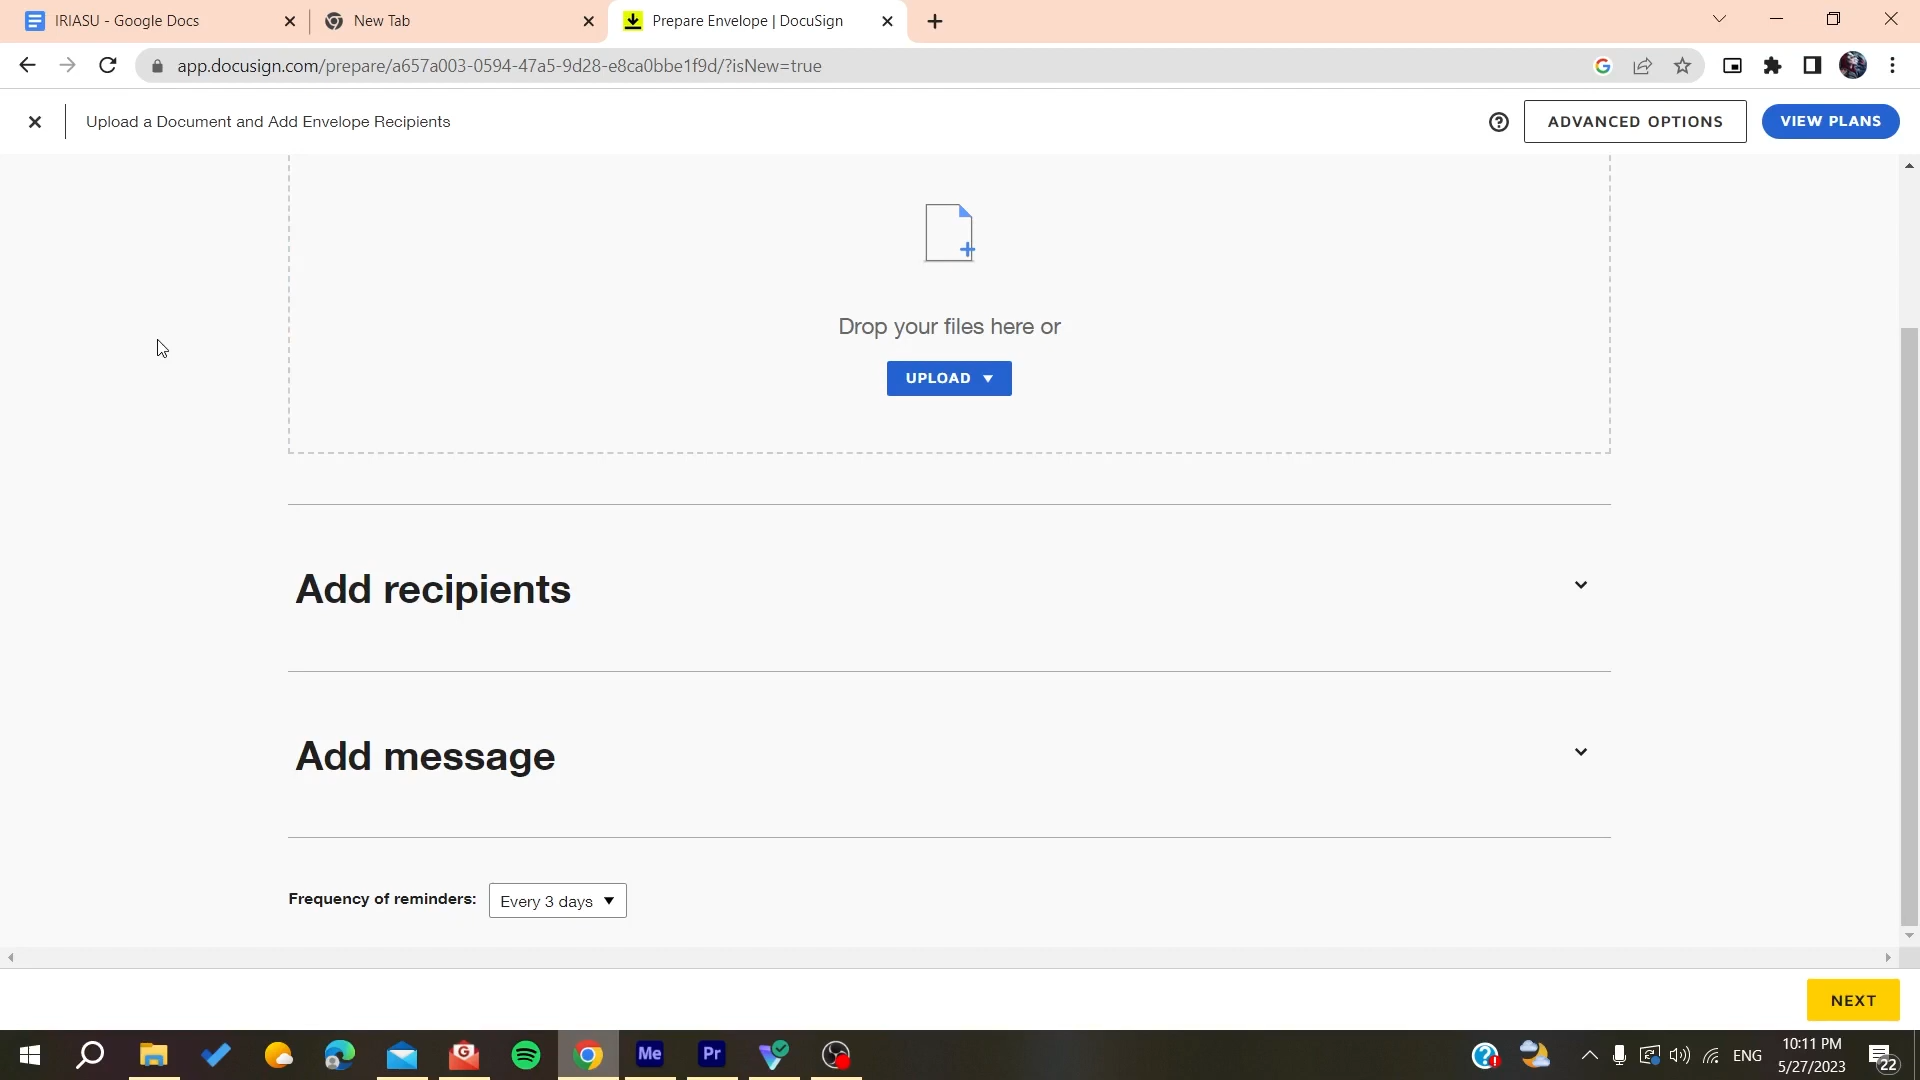 IRIASU - Google Docs
New Tab
Prepare Envelope | DocuSign
app.docusign.com/prepare/a657a003-0594-47a5-9d28-e8ca0bbe1f9d/?isNew=true
Upload a Document and Add Envelope Recipients
ADVANCED OPTIONS
VIEW PLANS
Drop your files here or
UPLOAD
Add recipients
Add message
Frequency of reminders:
Every 3 days
NEXT
Me
Pr
ENG
10:11 PM
5/27/2023
22